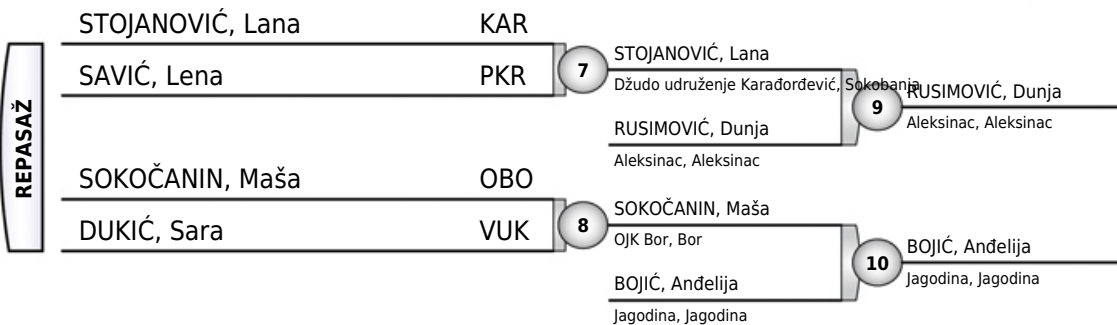 REPASAŽ
STOJANOVIĆ, Lana KAR
SAVIĆ, Lena PKR
7
STOJANOVIĆ, Lana
Džudo udruženje Karađorđević, Sokobanja
RUSIMOVIĆ, Dunja
Aleksinac, Aleksinac
9
RUSIMOVIĆ, Dunja
Aleksinac, Aleksinac
SOKOČANIN, Maša OBO
DUKIĆ, Sara VUK
8
SOKOČANIN, Maša
OJK Bor, Bor
BOJIĆ, Anđelija
Jagodina, Jagodina
10
BOJIĆ, Anđelija
Jagodina, Jagodina